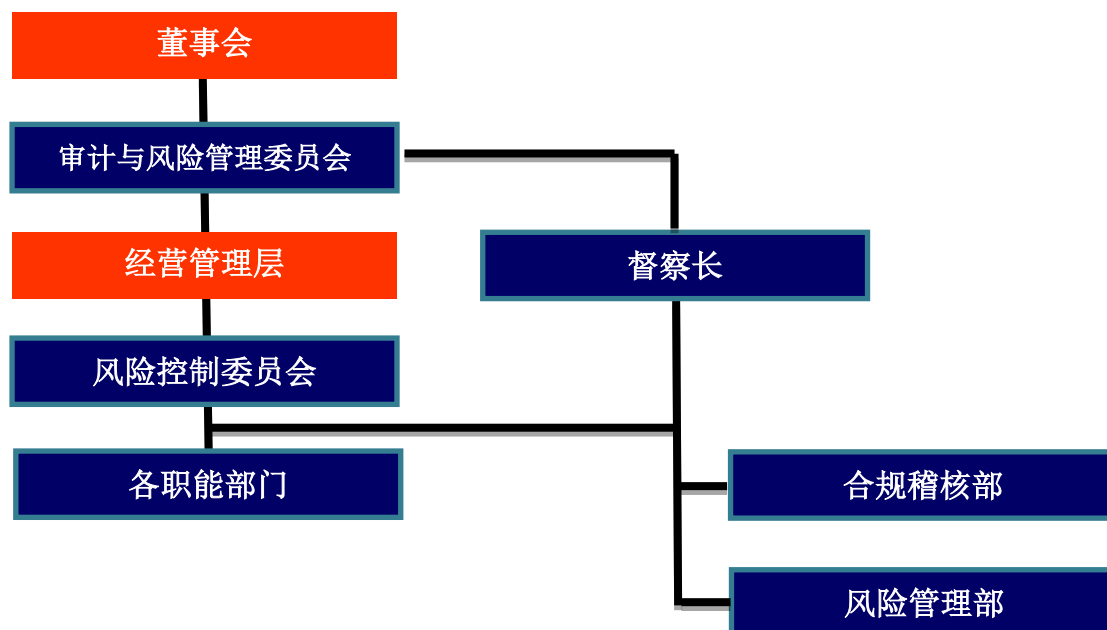 董事会
审计与风险管理委员会
经营管理层
督察长
风险控制委员会
各职能部门
合规稽核部
风险管理部